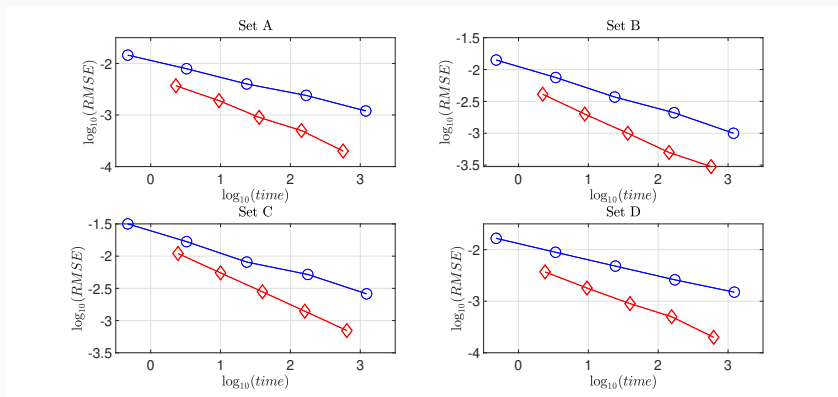 Set A
-2
-3
-4
log₁₀(RMSE)
0 1 2 3
log₁₀(time)
Set B
-1.5
-2
-2.5
-3
-3.5
log₁₀(RMSE)
0 1 2 3
log₁₀(time)
Set C
-1.5
-2
-2.5
-3
-3.5
log₁₀(RMSE)
0 1 2 3
log₁₀(time)
Set D
-2
-3
-4
log₁₀(RMSE)
0 1 2 3
log₁₀(time)